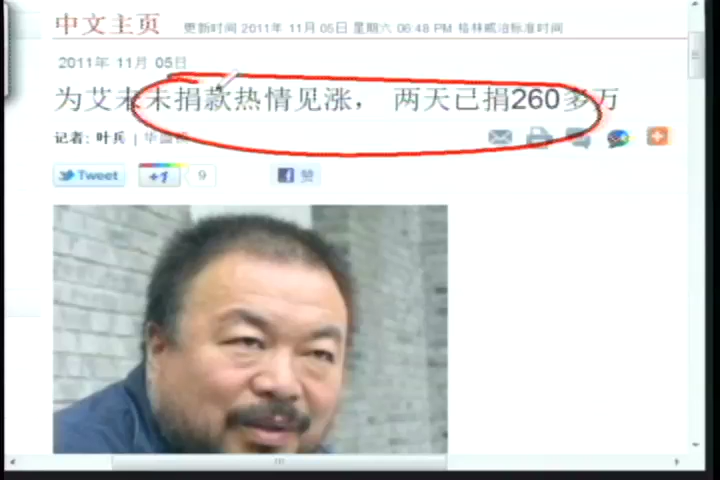 中文主页 更新时间 2011年 11月 05日 星期六 06:48 PM 格林威治标准时间
2011年 11月 05日
为艾未未捐款热情见涨， 两天已捐260多万
记者: 叶兵 | 华盛顿
Tweet +1 9 赞